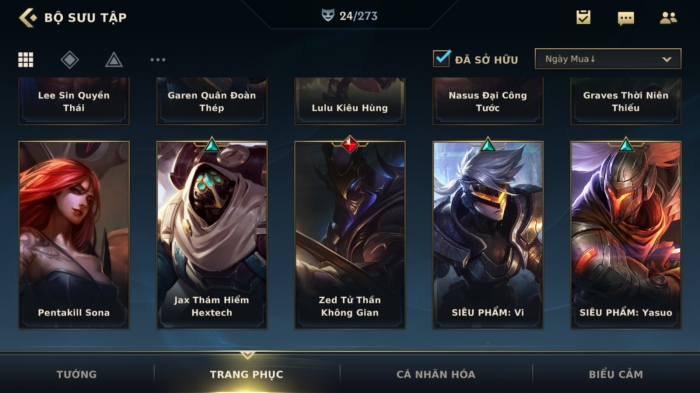 BỘ SƯU TẬP
24/273
ĐÃ SỞ HỮU
Ngày Mua↓
Lee Sin Quyền
Thái
Garen Quân Đoàn
Thép
Lulu Kiêu Hùng
Nasus Đại Công
Tước
Graves Thời Niên
Thiếu
Pentakill Sona
Jax Thám Hiểm
Hextech
Zed Tử Thần
Không Gian
SIÊU PHẨM: Vi
SIÊU PHẨM: Yasuo
TƯỚNG
TRANG PHỤC
CÁ NHÂN HÓA
BIỂU CẢM